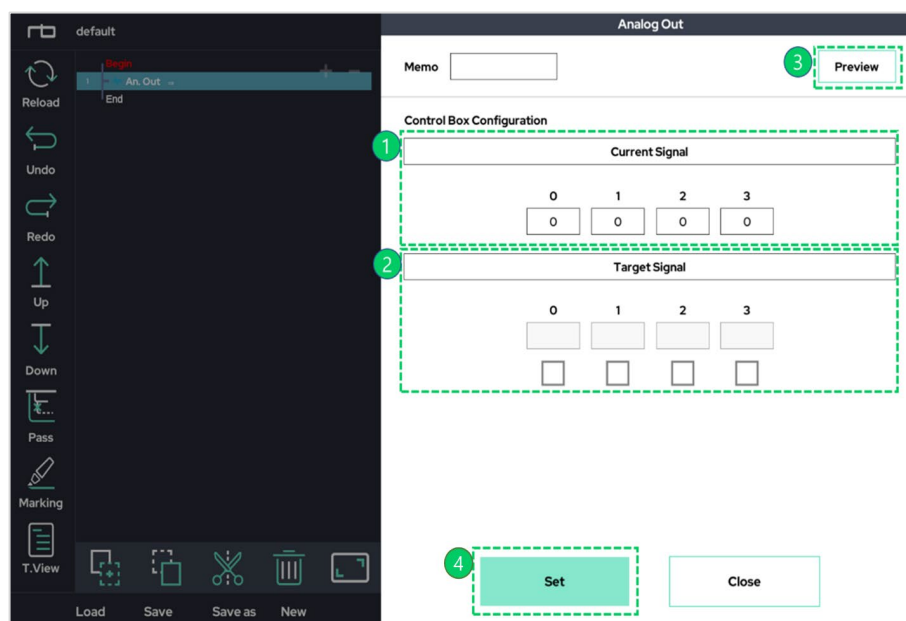 rb default
Reload
Undo
Redo
Up
Down
Pass
Marking
T.View
Begin
1 An. Out
End
Load Save Save as New
Analog Out
Memo
3
Preview
Control Box Configuration
1
Current Signal
0 1 2 3
0 0 0 0
2
Target Signal
0 1 2 3
4
Set Close